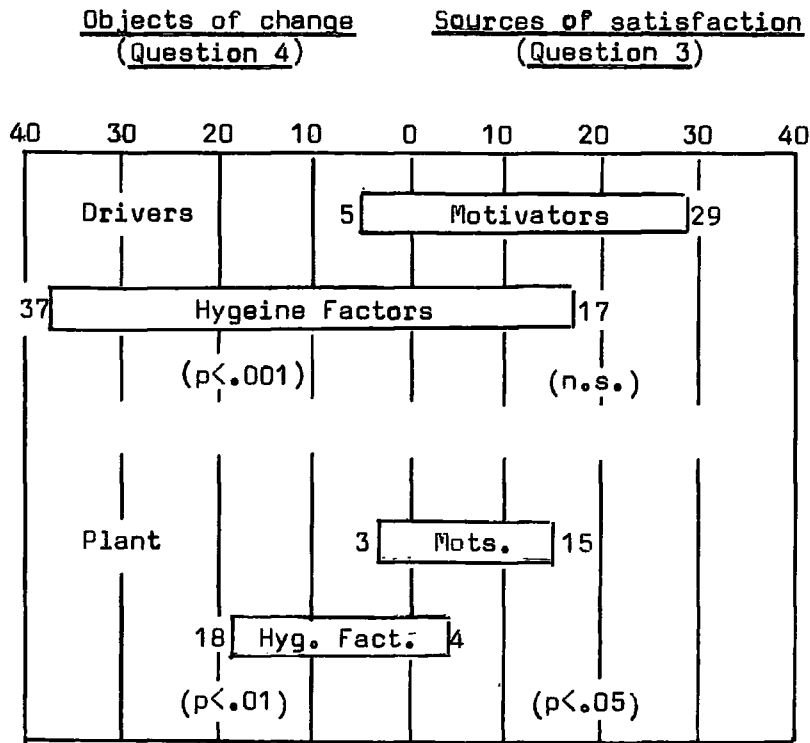 Objects of change Sources of satisfaction
(Question 4) (Question 3)
40 30 20 10 0 10 20 30 40
Drivers 5 Motivators 29
37 Hygeine Factors 17
(p<.001) (n.s.)
Plant 3 Mots. 15
18 Hyg. Fact. 4
(p<.01) (p<.05)